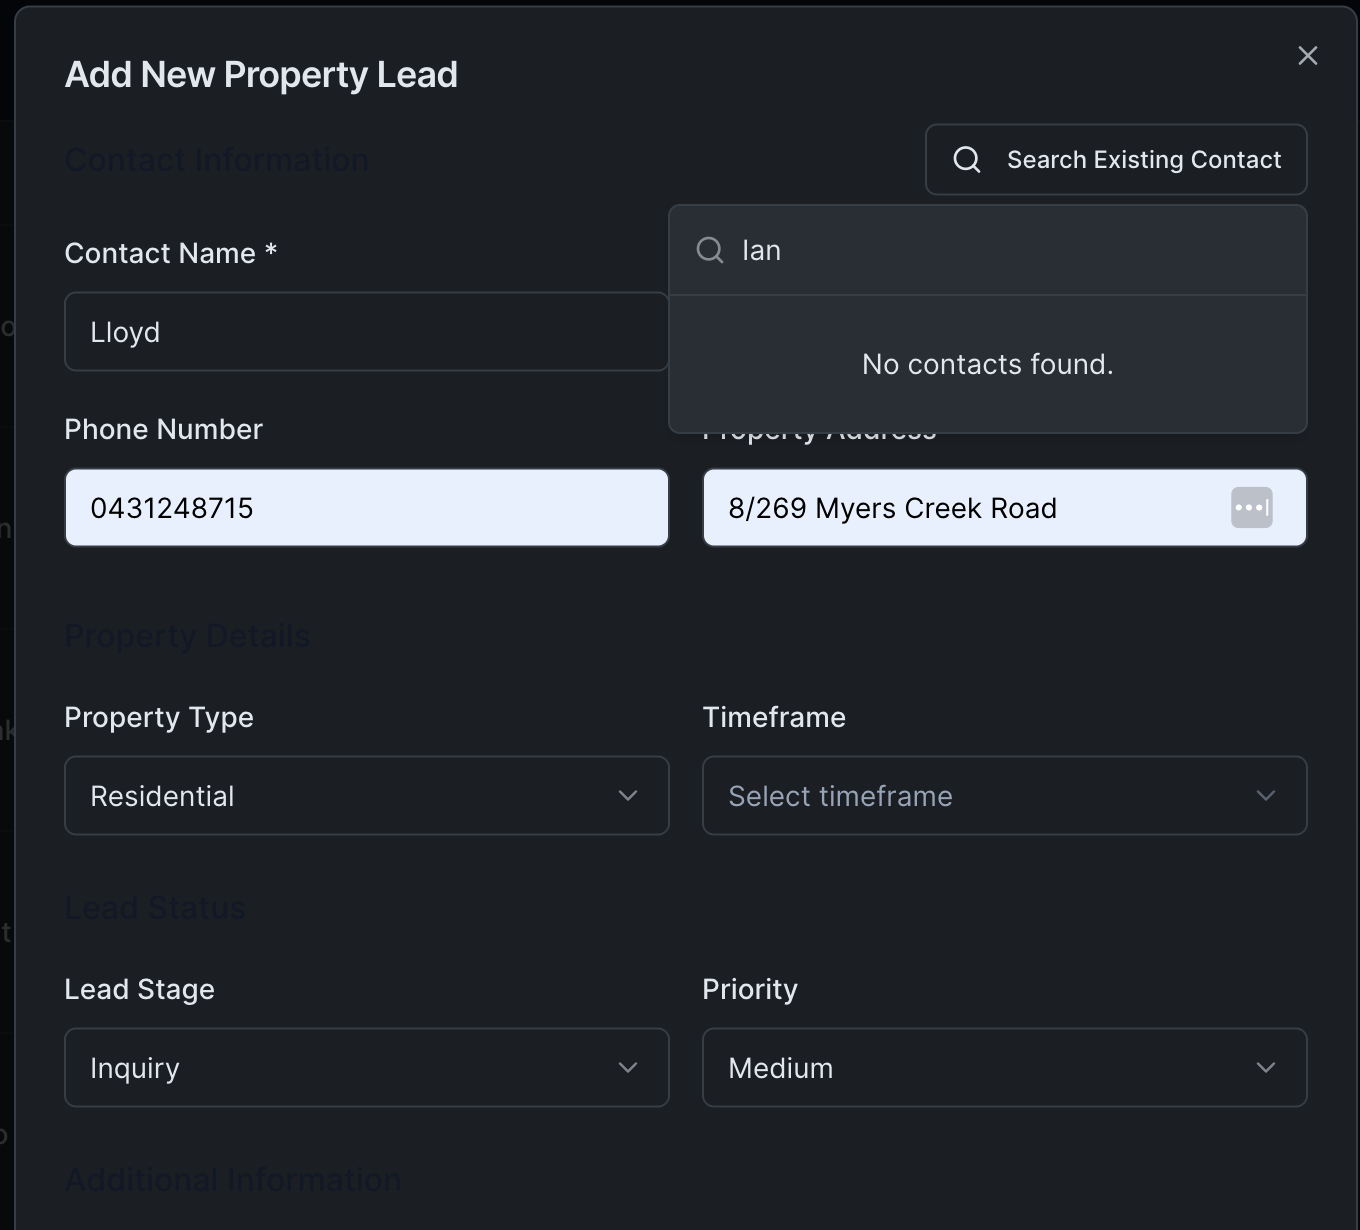 Add New Property Lead
Contact Information
Search Existing Contact
Contact Name *
Ian
Lloyd
No contacts found.
Phone Number
Property Address
0431248715
8/269 Myers Creek Road
Property Details
Property Type
Timeframe
Residential
Select timeframe
Lead Status
Lead Stage
Priority
Inquiry
Medium
Additional Information